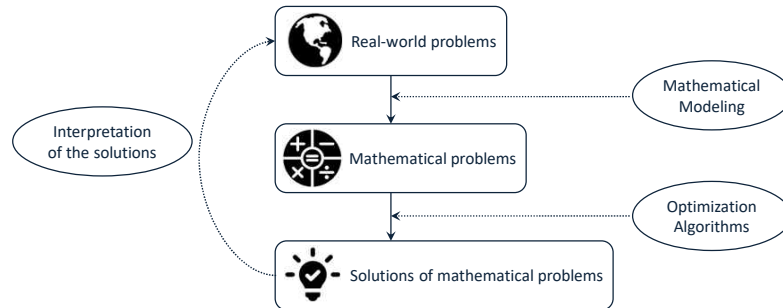 Real-world problems
Mathematical
Modeling
Interpretation
of the solutions
Mathematical problems
Optimization
Algorithms
Solutions of mathematical problems